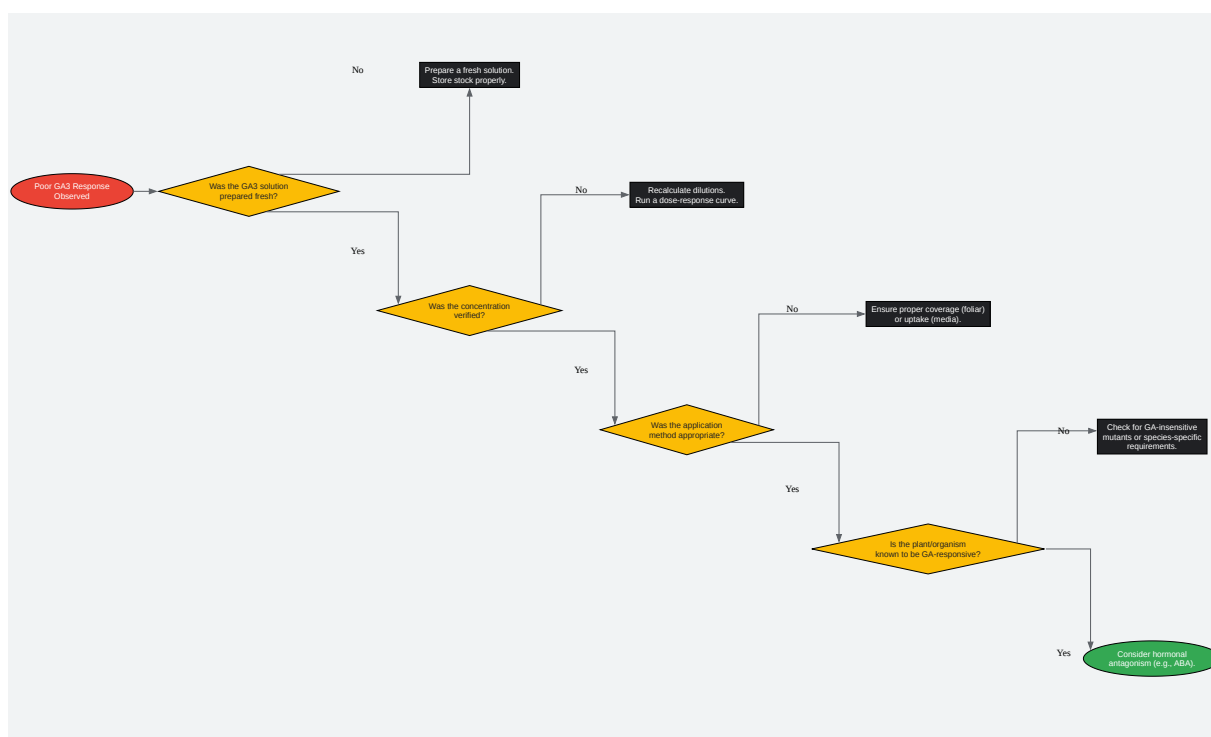 No
Prepare a fresh solution.
Store stock properly.
Poor GA3 Response
Observed
Was the GA3 solution
prepared fresh?
No
Recalculate dilutions.
Run a dose-response curve.
Yes
Was the concentration
verified?
No
Ensure proper coverage (foliar)
or uptake (media).
Yes
Was the application
method appropriate?
No
Check for GA-insensitive
mutants or species-specific
requirements.
Yes
Is the plant/organism
known to be GA-responsive?
Yes
Consider hormonal
antagonism (e.g., ABA).